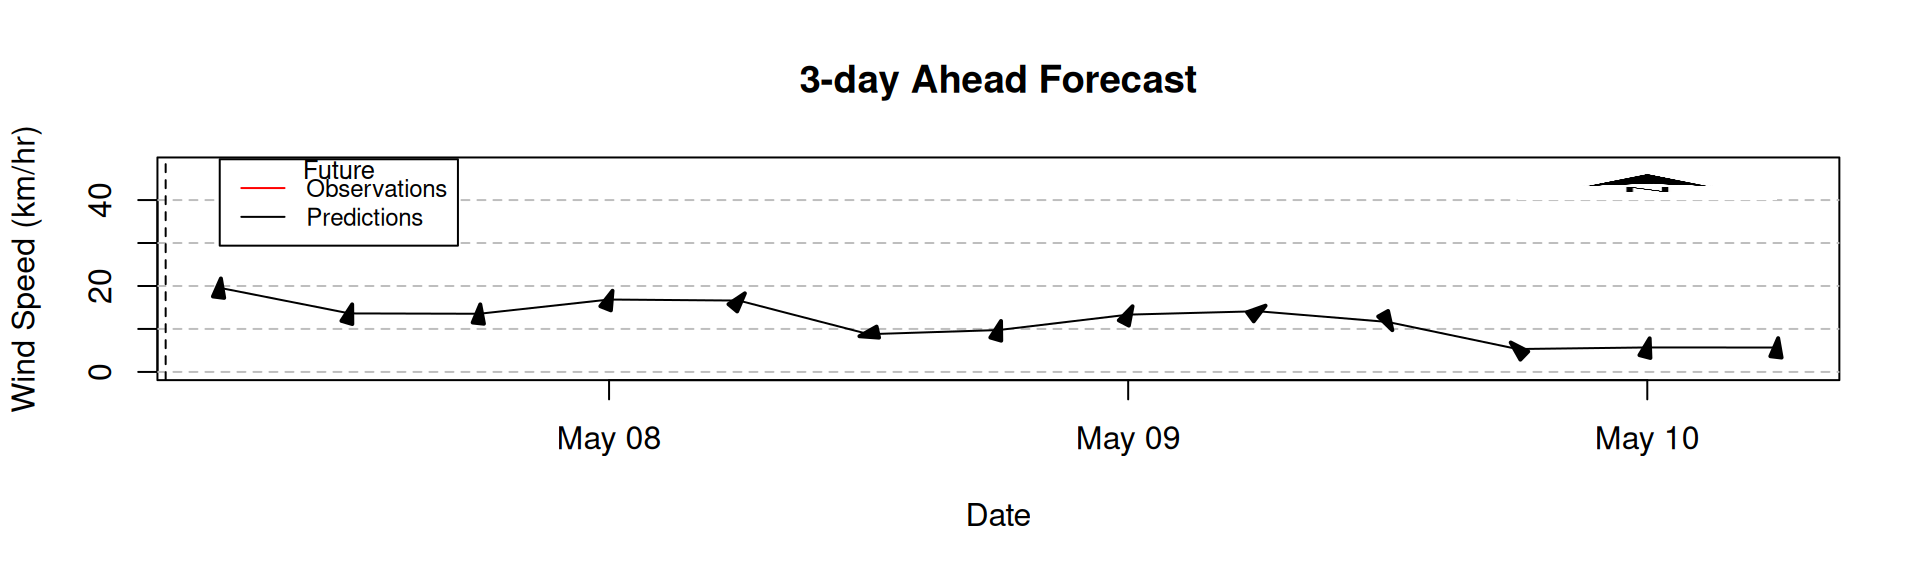 3-day Ahead Forecast
Wind Speed (km/hr)
40
20
0
Future
Observations
Predictions
N
May 08
May 09
May 10
Date